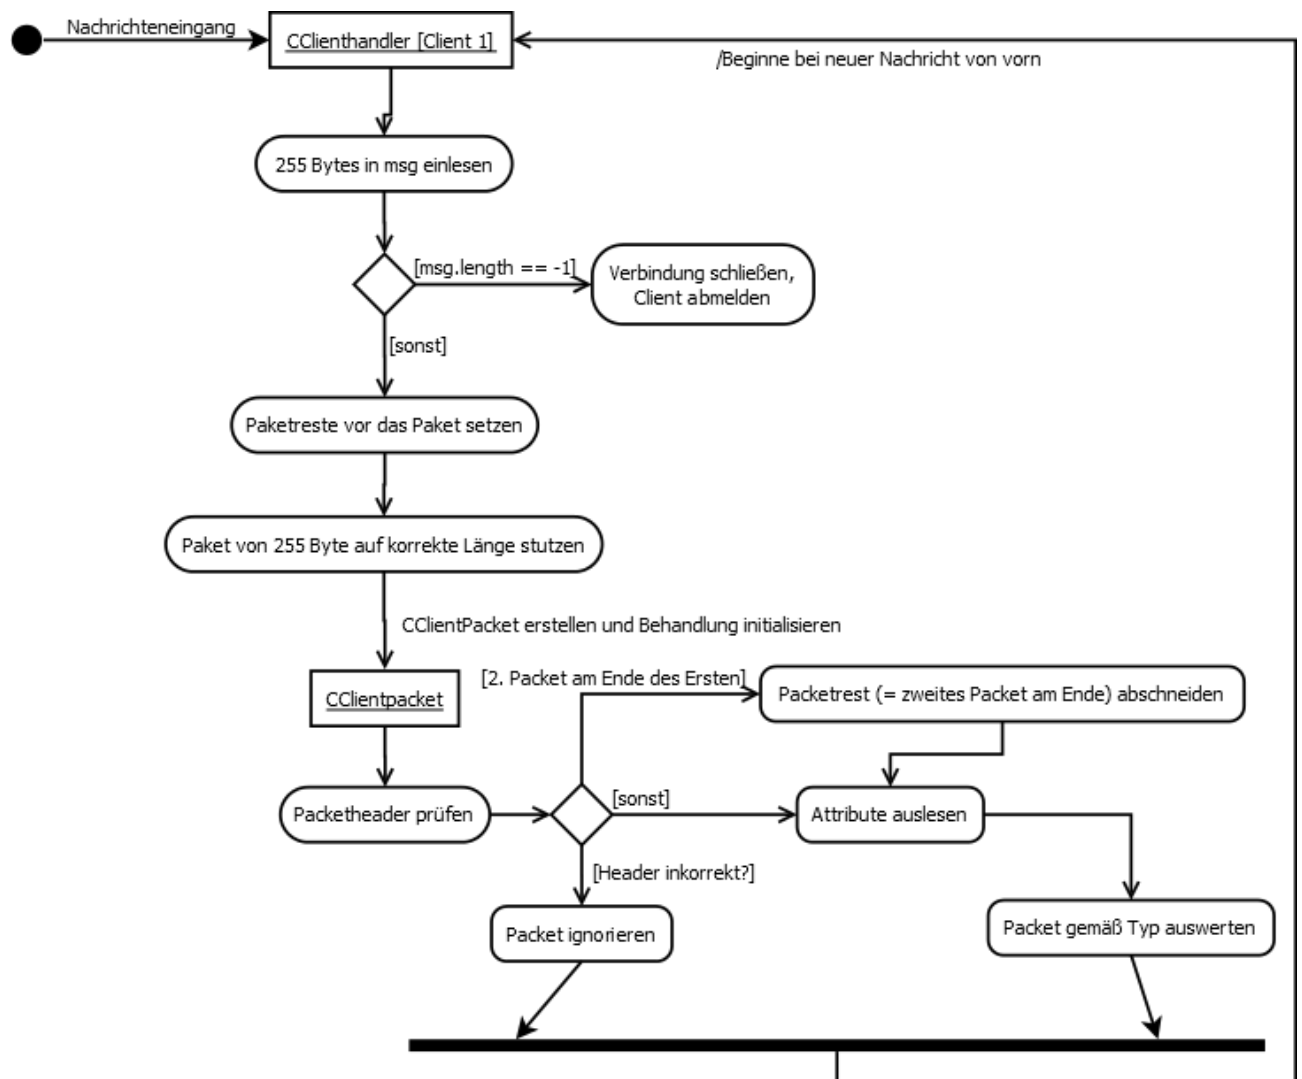 Nachrichteneingang
CClienthandler [Client 1]
/Beginne bei neuer Nachricht von vorn
255 Bytes in msg einlesen
[msg.length == -1]
Verbindung schließen,
Client abmelden
[sonst]
Paketreste vor das Paket setzen
Paket von 255 Byte auf korrekte Länge stutzen
CClientPacket erstellen und Behandlung initialisieren
[2. Packet am Ende des Ersten]
Packetrest (= zweites Packet am Ende) abschneiden
CClientpacket
Packetheader prüfen
[sonst]
Attribute auslesen
[Header inkorrekt?]
Packet ignorieren
Packet gemäß Typ auswerten